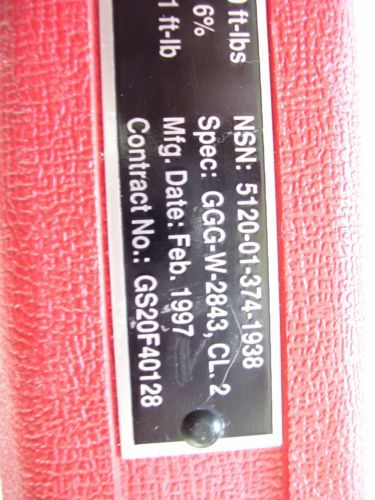 0 ft-lbs
6%
1 ft-lb
NSN: 5120-01-374-1938
Spec: GGG-W-2843, CL. 2
Mfg. Date: Feb. 1997
Contract No.: GS20F40128